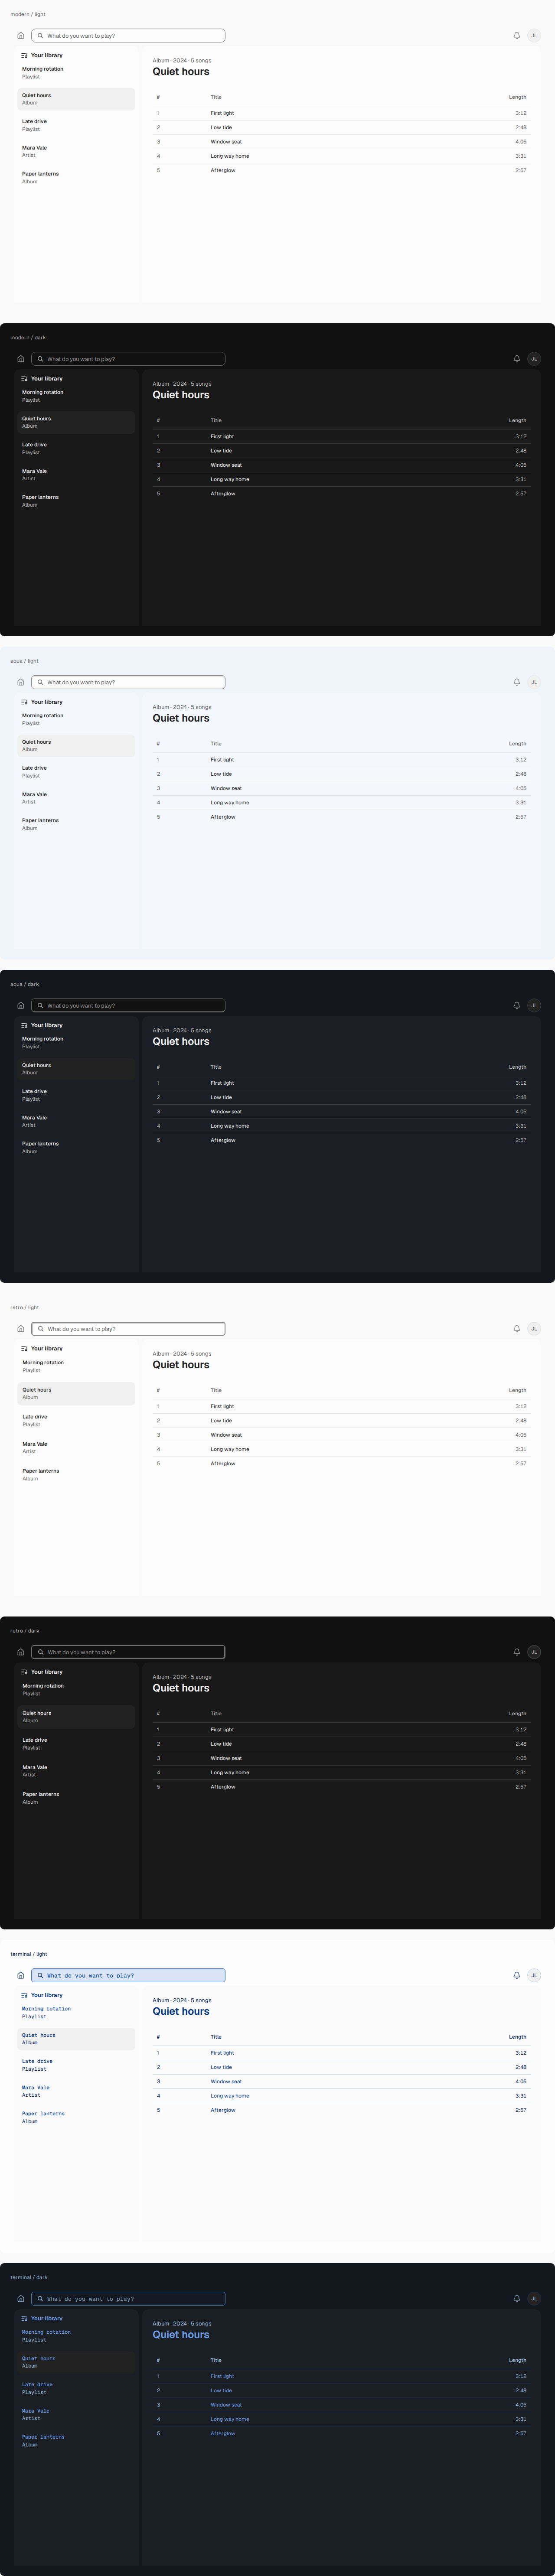 modern / light
What do you want to play?
JL
Your library
Morning rotation
Playlist
Quiet hours
Album
Late drive
Playlist
Mara Vale
Artist
Paper lanterns
Album
Album · 2024 · 5 songs
Quiet hours
# Title Length
1 First light 3:12
2 Low tide 2:48
3 Window seat 4:05
4 Long way home 3:31
5 Afterglow 2:57
modern / dark
What do you want to play?
JL
Your library
Morning rotation
Playlist
Quiet hours
Album
Late drive
Playlist
Mara Vale
Artist
Paper lanterns
Album
Album · 2024 · 5 songs
Quiet hours
# Title Length
1 First light 3:12
2 Low tide 2:48
3 Window seat 4:05
4 Long way home 3:31
5 Afterglow 2:57
aqua / light
What do you want to play?
JL
Your library
Morning rotation
Playlist
Quiet hours
Album
Late drive
Playlist
Mara Vale
Artist
Paper lanterns
Album
Album · 2024 · 5 songs
Quiet hours
# Title Length
1 First light 3:12
2 Low tide 2:48
3 Window seat 4:05
4 Long way home 3:31
5 Afterglow 2:57
aqua / dark
What do you want to play?
JL
Your library
Morning rotation
Playlist
Quiet hours
Album
Late drive
Playlist
Mara Vale
Artist
Paper lanterns
Album
Album · 2024 · 5 songs
Quiet hours
# Title Length
1 First light 3:12
2 Low tide 2:48
3 Window seat 4:05
4 Long way home 3:31
5 Afterglow 2:57
retro / light
What do you want to play?
JL
Your library
Morning rotation
Playlist
Quiet hours
Album
Late drive
Playlist
Mara Vale
Artist
Paper lanterns
Album
Album · 2024 · 5 songs
Quiet hours
# Title Length
1 First light 3:12
2 Low tide 2:48
3 Window seat 4:05
4 Long way home 3:31
5 Afterglow 2:57
retro / dark
What do you want to play?
JL
Your library
Morning rotation
Playlist
Quiet hours
Album
Late drive
Playlist
Mara Vale
Artist
Paper lanterns
Album
Album · 2024 · 5 songs
Quiet hours
# Title Length
1 First light 3:12
2 Low tide 2:48
3 Window seat 4:05
4 Long way home 3:31
5 Afterglow 2:57
terminal / light
What do you want to play?
JL
Your library
Morning rotation
Playlist
Quiet hours
Album
Late drive
Playlist
Mara Vale
Artist
Paper lanterns
Album
Album · 2024 · 5 songs
Quiet hours
# Title Length
1 First light 3:12
2 Low tide 2:48
3 Window seat 4:05
4 Long way home 3:31
5 Afterglow 2:57
terminal / dark
What do you want to play?
JL
Your library
Morning rotation
Playlist
Quiet hours
Album
Late drive
Playlist
Mara Vale
Artist
Paper lanterns
Album
Album · 2024 · 5 songs
Quiet hours
# Title Length
1 First light 3:12
2 Low tide 2:48
3 Window seat 4:05
4 Long way home 3:31
5 Afterglow 2:57